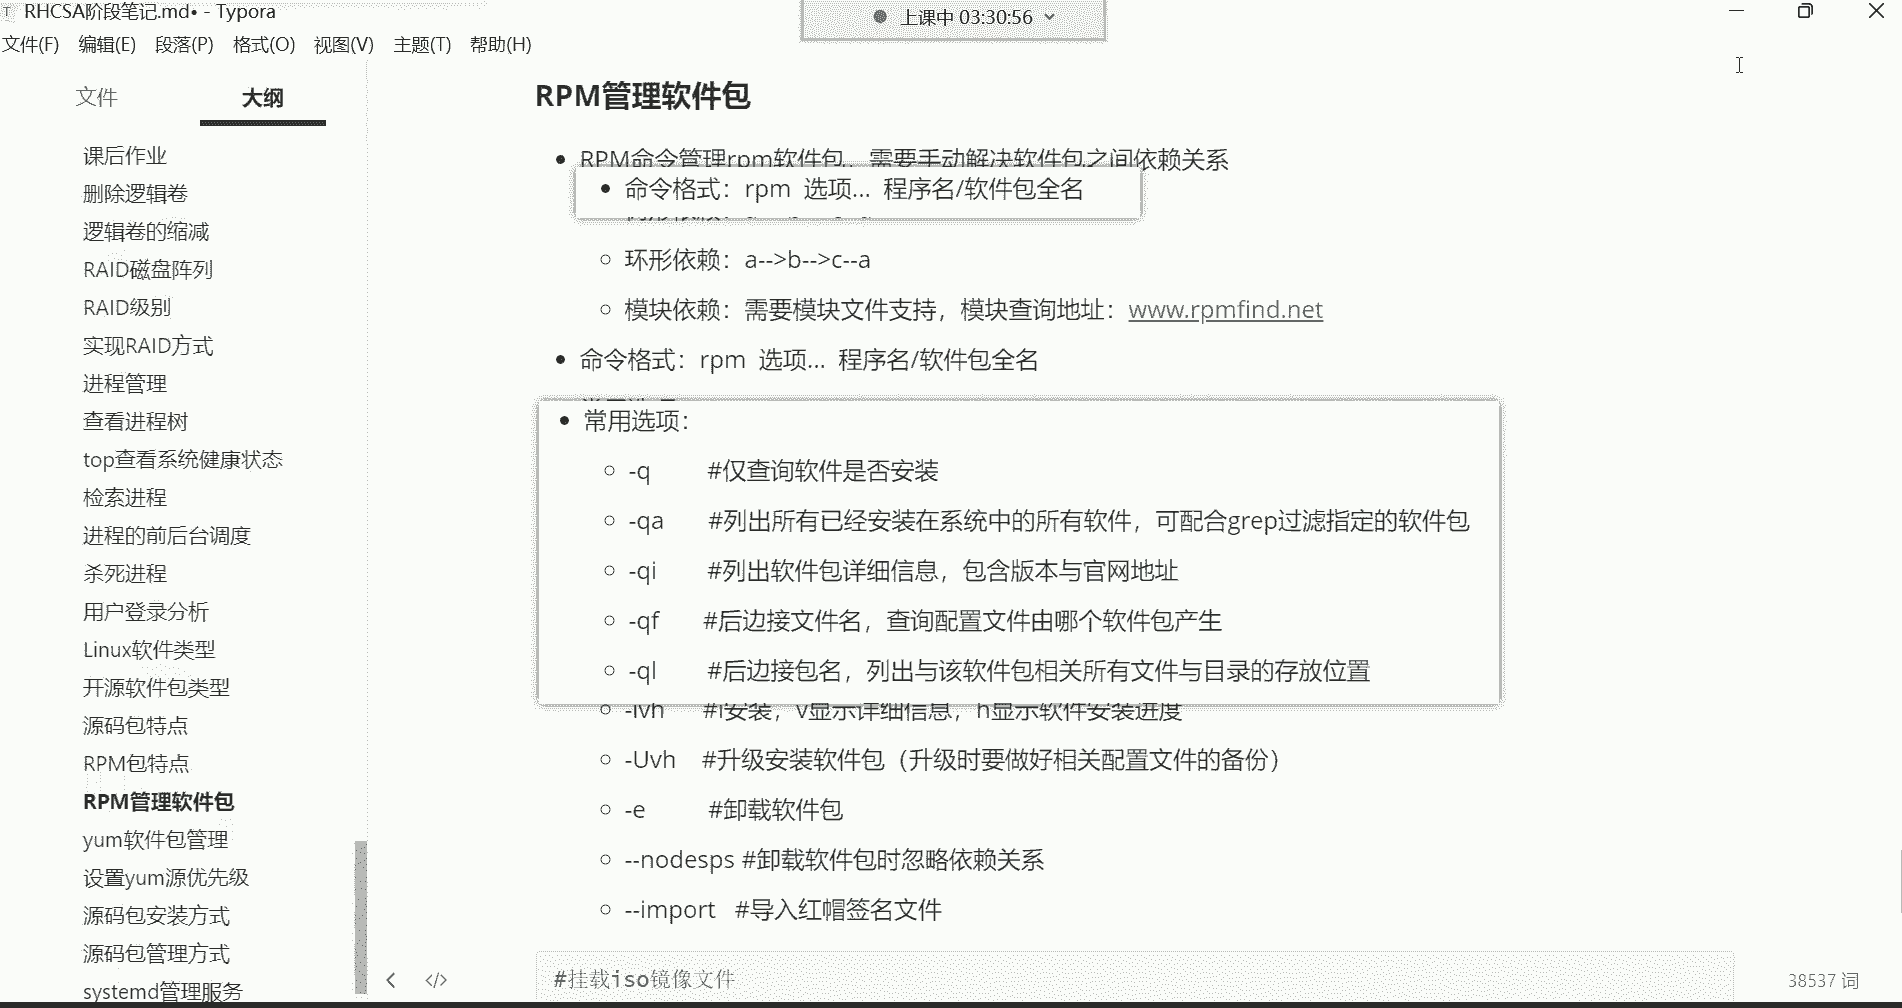 RHCSA阶段笔记.md• - Typora
上课中 03:30:56
文件(F) 编辑(E) 段落(P) 格式(O) 视图(V) 主题(T) 帮助(H)
文件 大纲
课后作业
删除逻辑卷
逻辑卷的缩减
RAID磁盘阵列
RAID级别
实现RAID方式
进程管理
查看进程树
top查看系统健康状态
检索进程
进程的前后台调度
杀死进程
用户登录分析
Linux软件类型
开源软件包类型
源码包特点
RPM包特点
RPM管理软件包
yum软件包管理
设置yum源优先级
源码包安装方式
源码包管理方式
systemd管理服务
RPM管理软件包
RPM命令管理rpm软件包，需要手动解决软件包之间依赖关系
命令格式：rpm 选项... 程序名/软件包全名
环形依赖：a-->b-->c--a
模块依赖：需要模块文件支持，模块查询地址：www.rpmfind.net
命令格式：rpm 选项... 程序名/软件包全名
常用选项：
-q #仅查询软件是否安装
-qa #列出所有已经安装在系统中的所有软件，可配合grep过滤指定的软件包
-qi #列出软件包详细信息，包含版本与官网地址
-qf #后边接文件名，查询配置文件由哪个软件包产生
-ql #后边接包名，列出与该软件包相关所有文件与目录的存放位置
-ivh #i安装，v显示详细信息，h显示软件安装进度
-Uvh #升级安装软件包（升级时要做好相关配置文件的备份）
-e #卸载软件包
--nodesps #卸载软件包时忽略依赖关系
--import #导入红帽签名文件
#挂载iso镜像文件
38537 词